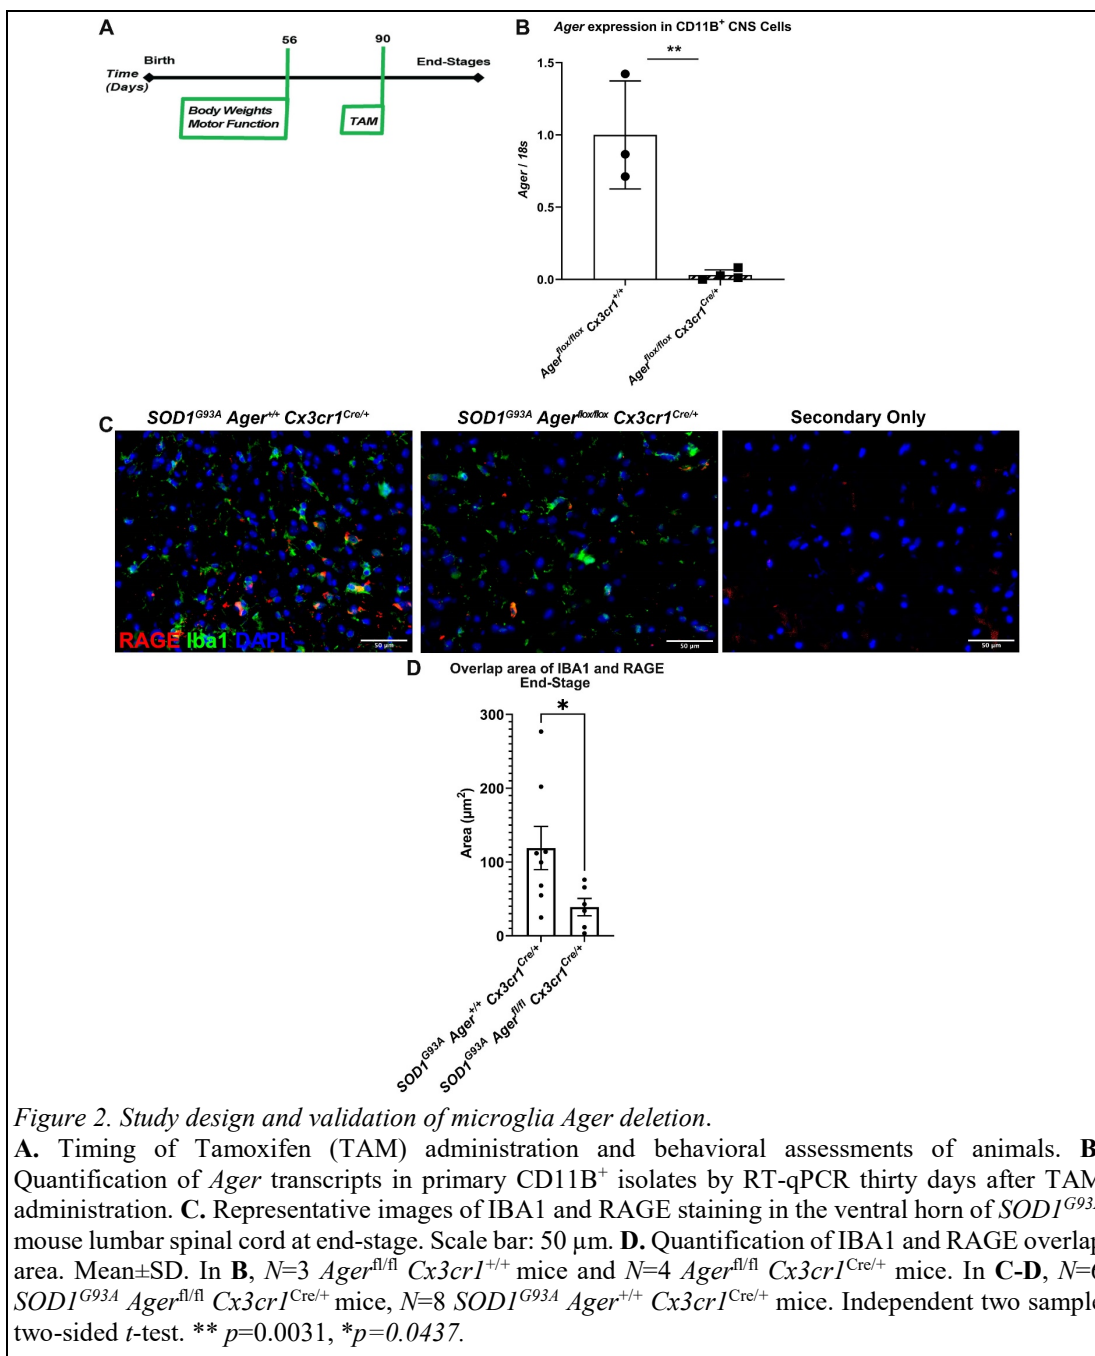 A
56
90
Birth
End-Stages
Time
(Days)
Body Weights
Motor Function
TAM
B
Ager expression in CD11B+ CNS Cells
**
1.5
1.0
0.5
0.0
Ager / 18s
Ager flox/flox Cx3cr1 +/+
Ager flox/flox Cx3cr1 Cre/+
C
SOD1G93A Ager+/+ Cx3cr1Cre/+
SOD1G93A Agerflox/flox Cx3cr1Cre/+
Secondary Only
RAGE Iba1 DAPI
50 µm
50 µm
50 µm
D
Overlap area of IBA1 and RAGE
End-Stage
*
300
200
100
0
Area (µm2)
SOD1G93A Ager+/+ Cx3cr1Cre/+
SOD1G93A Agerfl/fl Cx3cr1Cre/+
Figure 2. Study design and validation of microglia Ager deletion.
A. Timing of Tamoxifen (TAM) administration and behavioral assessments of animals. B
Quantification of Ager transcripts in primary CD11B+ isolates by RT-qPCR thirty days after TAM
administration. C. Representative images of IBA1 and RAGE staining in the ventral horn of SOD1G93
mouse lumbar spinal cord at end-stage. Scale bar: 50 µm. D. Quantification of IBA1 and RAGE overlap
area. Mean±SD. In B, N=3 Agerfl/fl Cx3cr1+/+ mice and N=4 Agerfl/fl Cx3cr1Cre/+ mice. In C-D, N=6
SOD1G93A Agerfl/fl Cx3cr1Cre/+ mice, N=8 SOD1G93A Ager+/+ Cx3cr1Cre/+ mice. Independent two sample
two-sided t-test. ** p=0.0031, *p=0.0437.